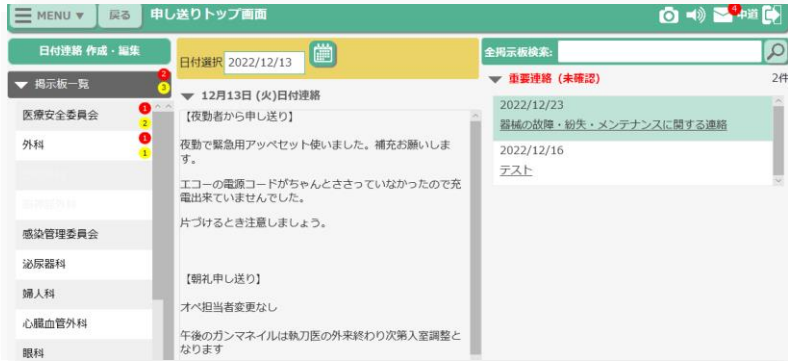 MENU ▼ 戻る 申し送りトップ画面 4 中道
日付連絡 作成・編集
▼ 掲示板一覧 2 3
医療安全委員会 1 2
外科 1 1
感染管理委員会
泌尿器科
婦人科
心臓血管外科
眼科
日付選択 2022/12/13
▼ 12月13日 (火)日付連絡
【夜勤者から申し送り】
夜勤で緊急用アッペセット使いました。補充お願いしま
す。
エコーの電源コードがちゃんとささっていなかったので充
電出来ていませんでした。
片づけるとき注意しましょう。
【朝礼申し送り】
オペ担当者変更なし
午後のガンマネイルは執刀医の外来終わり次第入室調整と
なります
全掲示板検索:
▼ 重要連絡 (未確認) 2件
2022/12/23
器械の故障・紛失・メンテナンスに関する連絡
2022/12/16
テスト